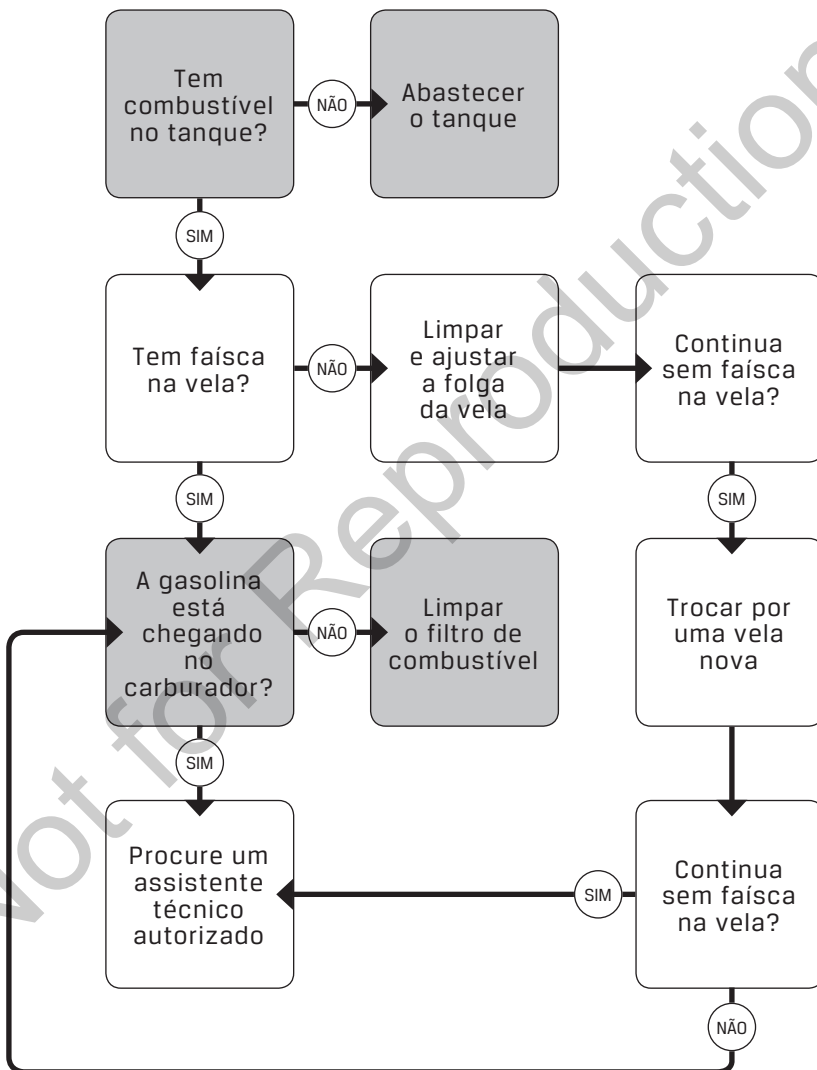 Tem
combustível
no tanque?
NÃO
Abastecer
o tanque
SIM
Tem faísca
na vela?
NÃO
Limpar
e ajustar
a folga
da vela
Continua
sem faísca
na vela?
SIM
SIM
A gasolina
está
chegando
no
carburador?
NÃO
Limpar
o filtro de
combustível
Trocar por
uma vela
nova
SIM
Procure um
assistente
técnico
autorizado
SIM
Continua
sem faísca
na vela?
NÃO
Not for Reproduction